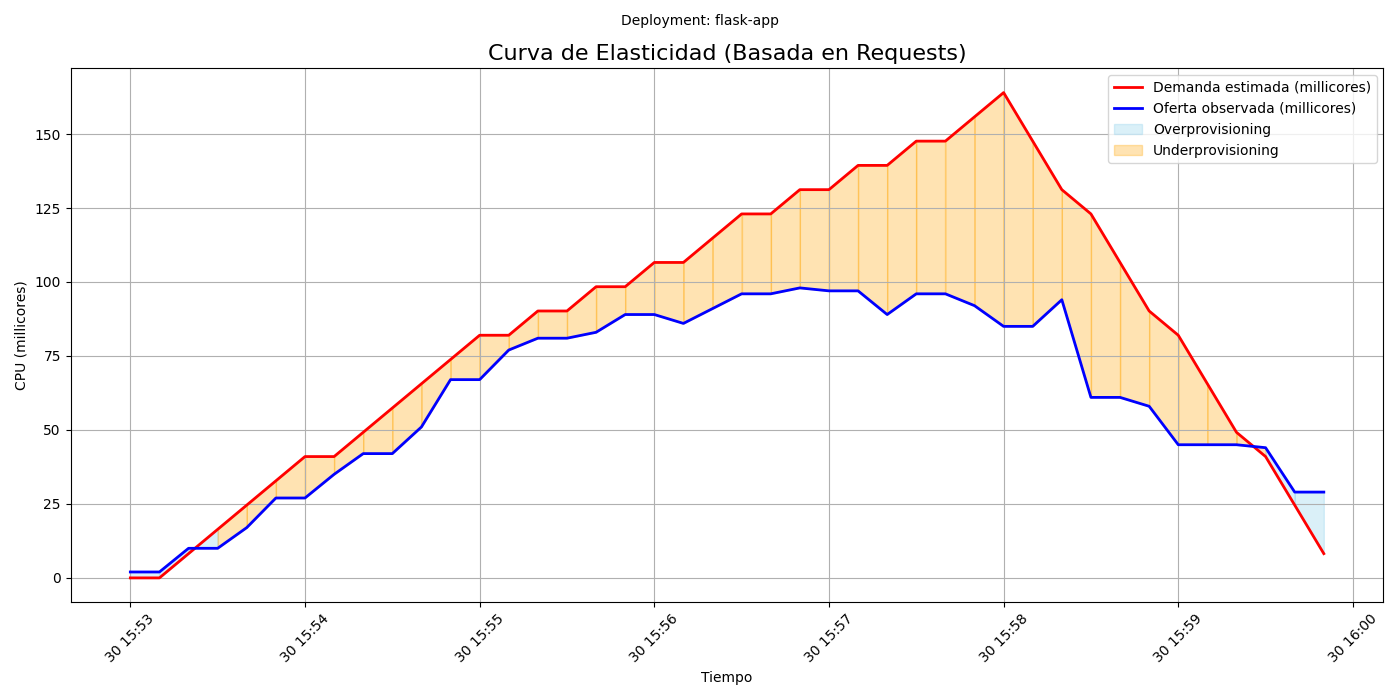 Deployment: flask-app
Curva de Elasticidad (Basada en Requests)
Demanda estimada (millicores)
Oferta observada (millicores)
Overprovisioning
Underprovisioning
CPU (millicores)
150
125
100
75
50
25
0
30 15:53
30 15:54
30 15:55
30 15:56
30 15:57
30 15:58
30 15:59
30 16:00
Tiempo